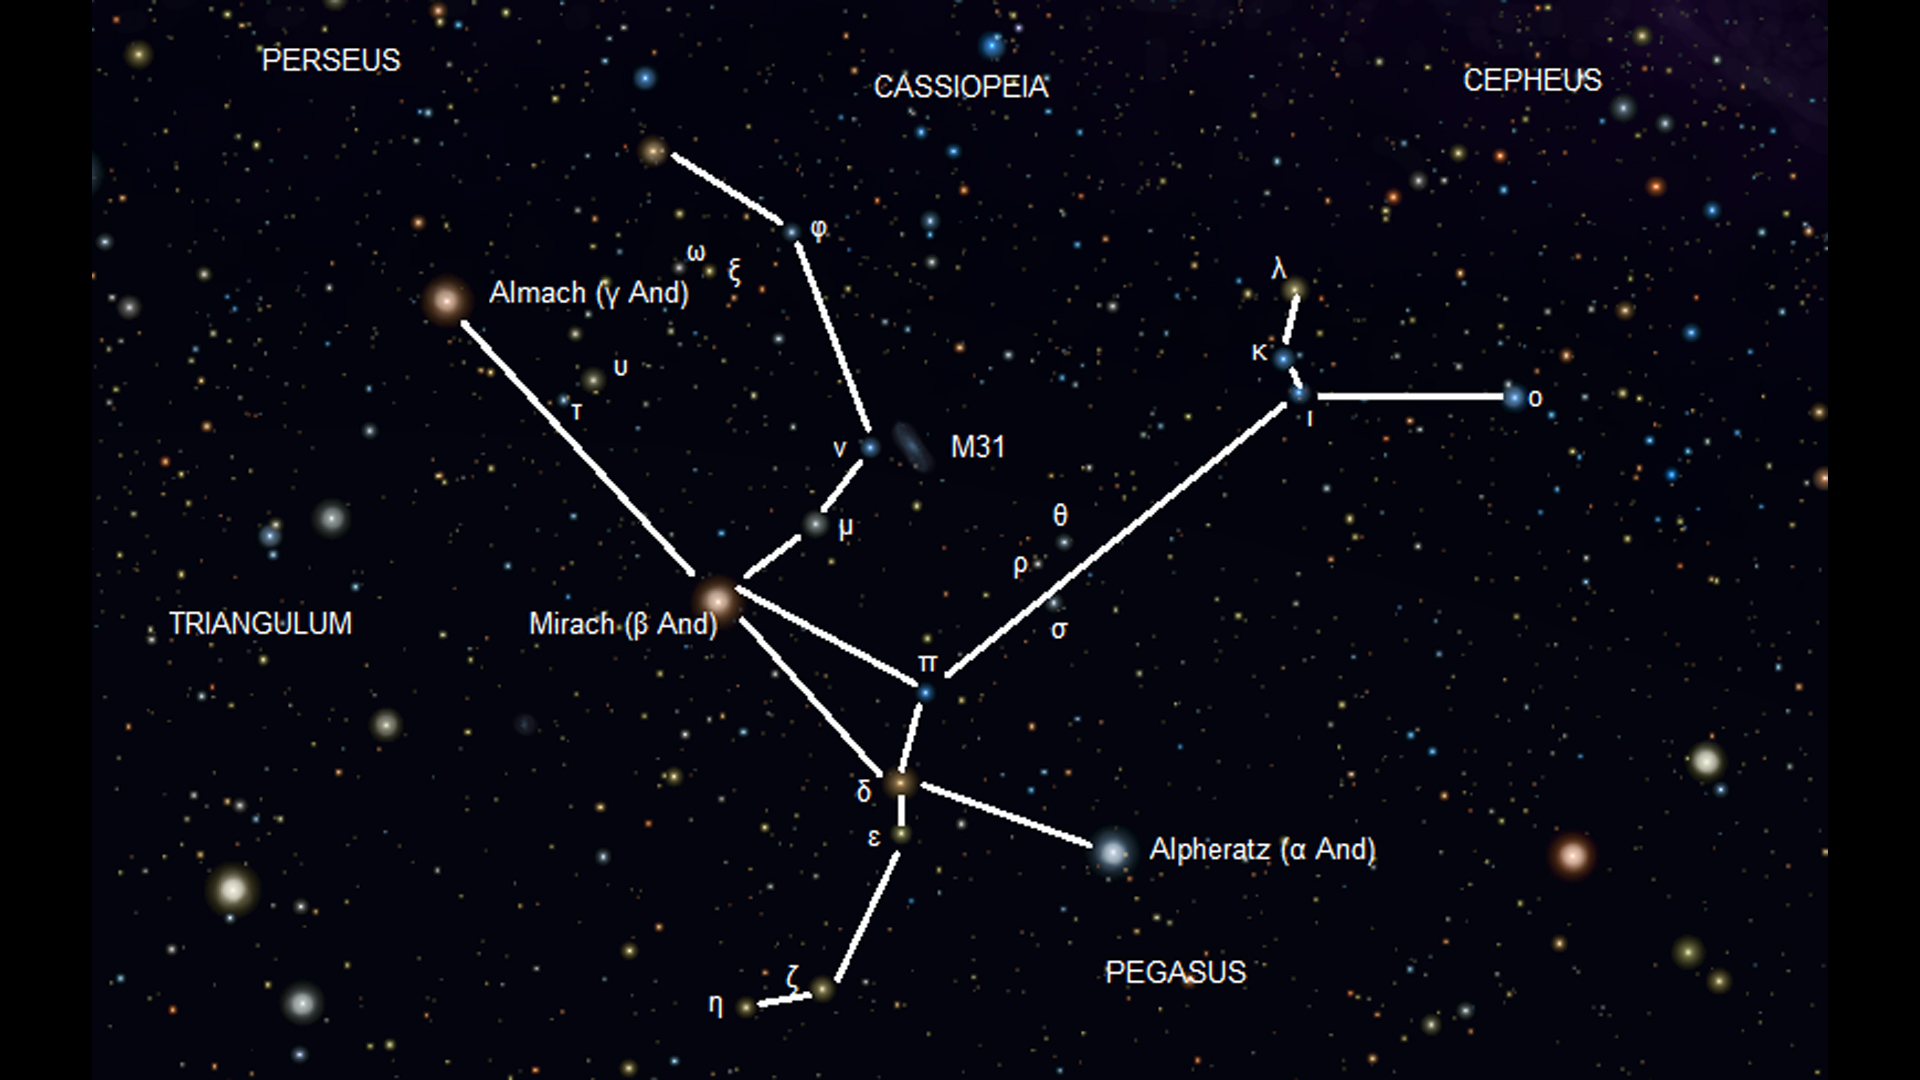 PERSEUS
CASSIOPEIA
CEPHEUS
φ
ω
ξ
λ
Almach (γ And)
κ
υ
τ
ο
ι
ν
M31
μ
θ
ρ
TRIANGULUM
Mirach (β And)
σ
π
δ
ε
Alpheratz (α And)
PEGASUS
ζ
η